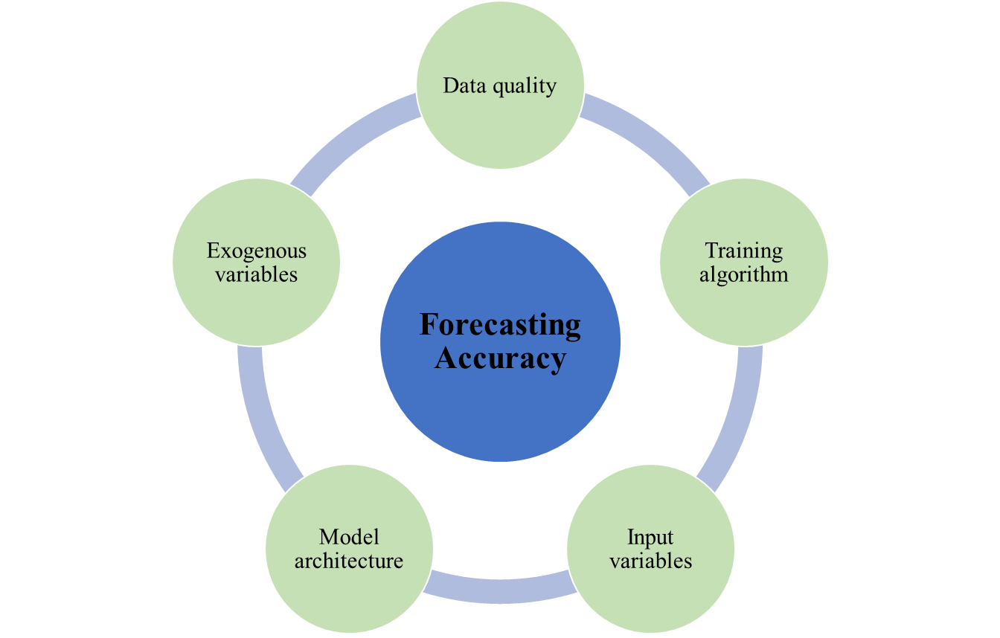 Data quality
Exogenous
variables
Training
algorithm
Forecasting
Accuracy
Model
architecture
Input
variables